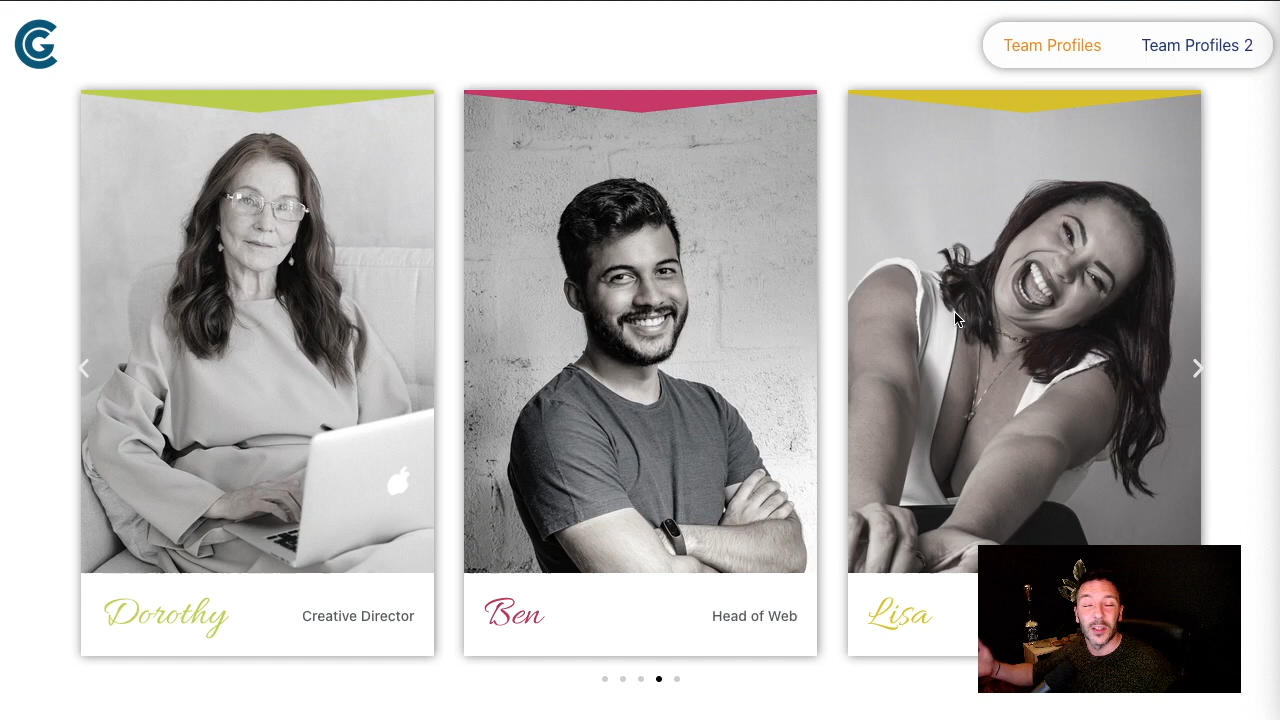 Team Profiles
Team Profiles 2
Dorothy
Creative Director
Ben
Head of Web
Lisa